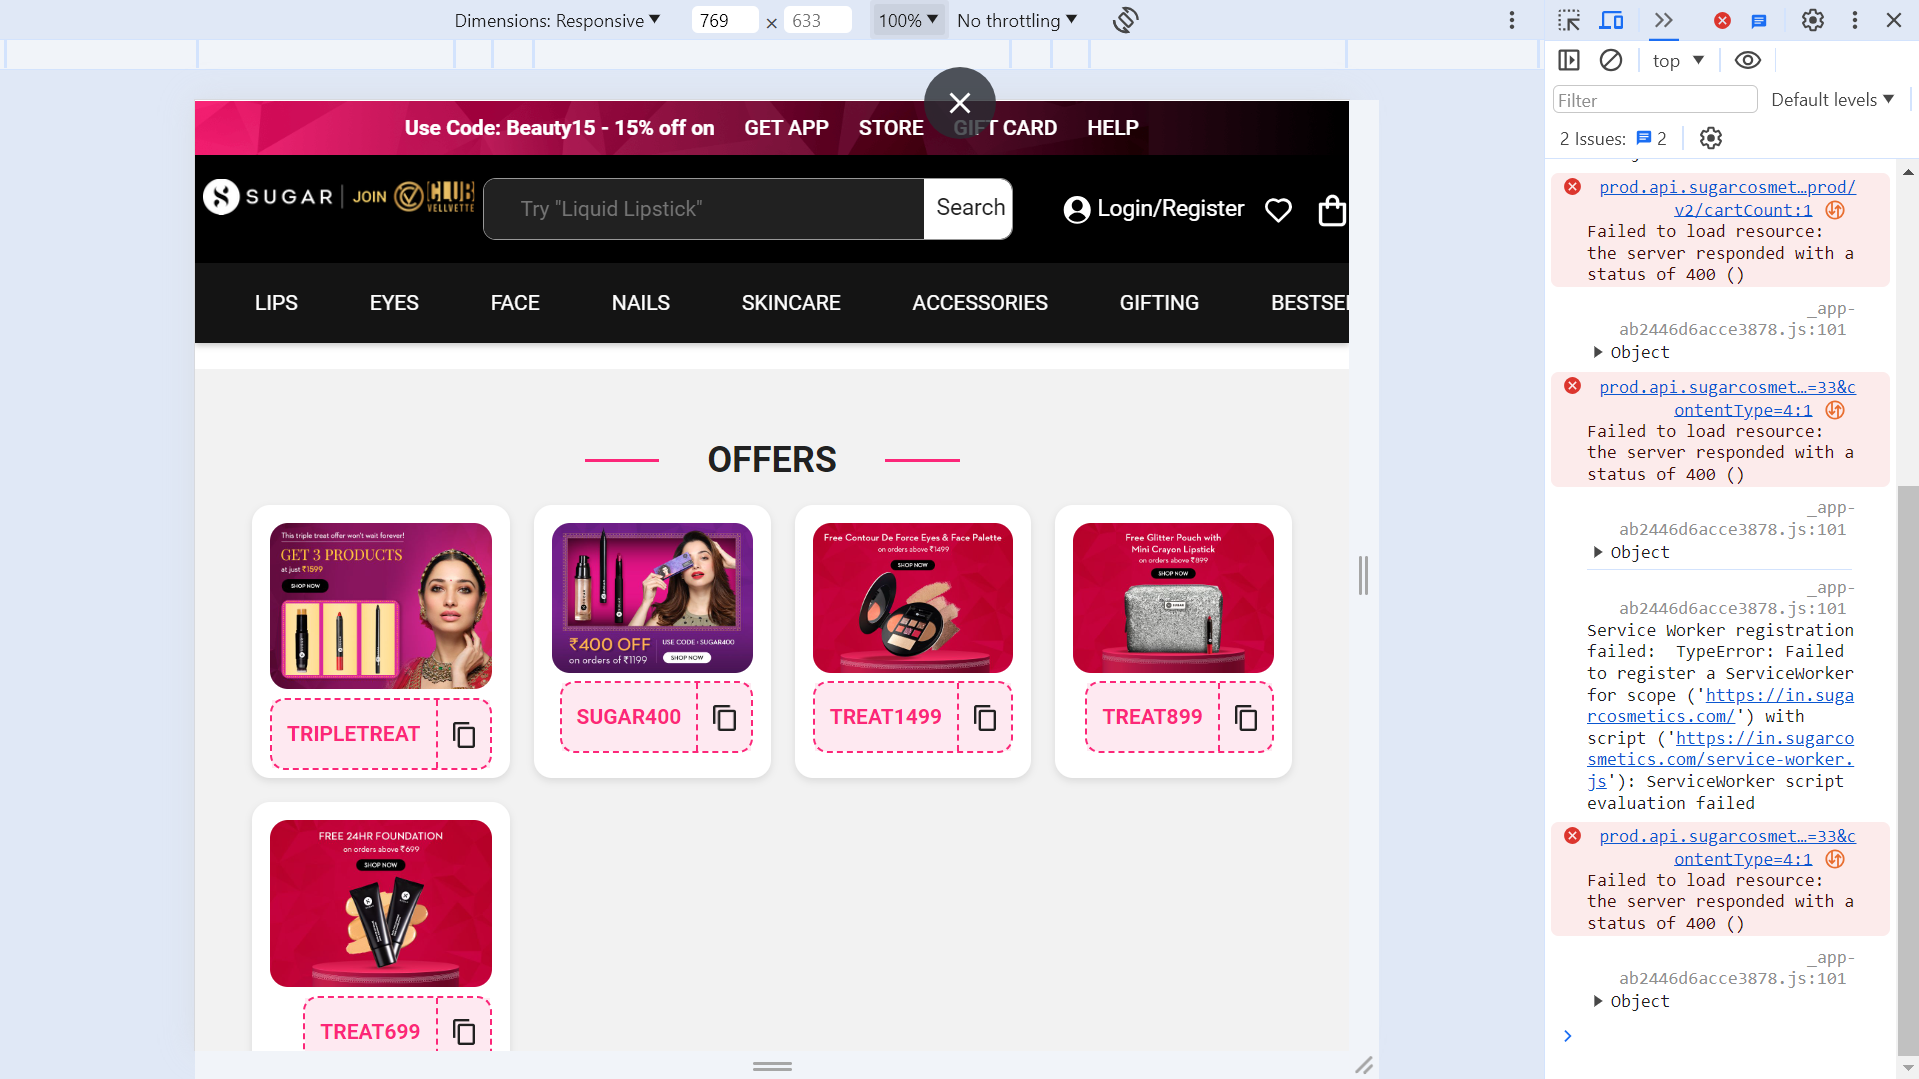 Dimensions: Responsive
769 × 633
100%
No throttling
top
Filter
Default levels
2 Issues: 2
Use Code: Beauty15 - 15% off on
GET APP
STORE
GIFT CARD
HELP
SUGAR
JOIN
CLUB
VELLVETTE
Try "Liquid Lipstick"
Search
Login/Register
LIPS
EYES
FACE
NAILS
SKINCARE
ACCESSORIES
GIFTING
BESTSE
OFFERS
This triple treat offer won't wait forever!
GET 3 PRODUCTS
at just ₹1599
SHOP NOW
TRIPLETREAT
₹400 OFF
on orders of ₹1199
USE CODE : SUGAR400
SHOP NOW
SUGAR400
Free Contour De Force Eyes & Face Palette
on orders above ₹1499
SHOP NOW
TREAT1499
Free Glitter Pouch with
Mini Crayon Lipstick
on orders above ₹899
SHOP NOW
TREAT899
FREE 24HR FOUNDATION
on orders above ₹699
SHOP NOW
TREAT699
prod.api.sugarcosmet…prod/
v2/cartCount:1
Failed to load resource:
the server responded with a
status of 400 ()
_app-
ab2446d6acce3878.js:101
Object
prod.api.sugarcosmet…=33&c
ontentType=4:1
Failed to load resource:
the server responded with a
status of 400 ()
_app-
ab2446d6acce3878.js:101
Object
_app-
ab2446d6acce3878.js:101
Service Worker registration
failed: TypeError: Failed
to register a ServiceWorker
for scope ('https://in.suga
rcosmetics.com/') with
script ('https://in.sugarco
smetics.com/service-worker.
js'): ServiceWorker script
evaluation failed
prod.api.sugarcosmet…=33&c
ontentType=4:1
Failed to load resource:
the server responded with a
status of 400 ()
_app-
ab2446d6acce3878.js:101
Object